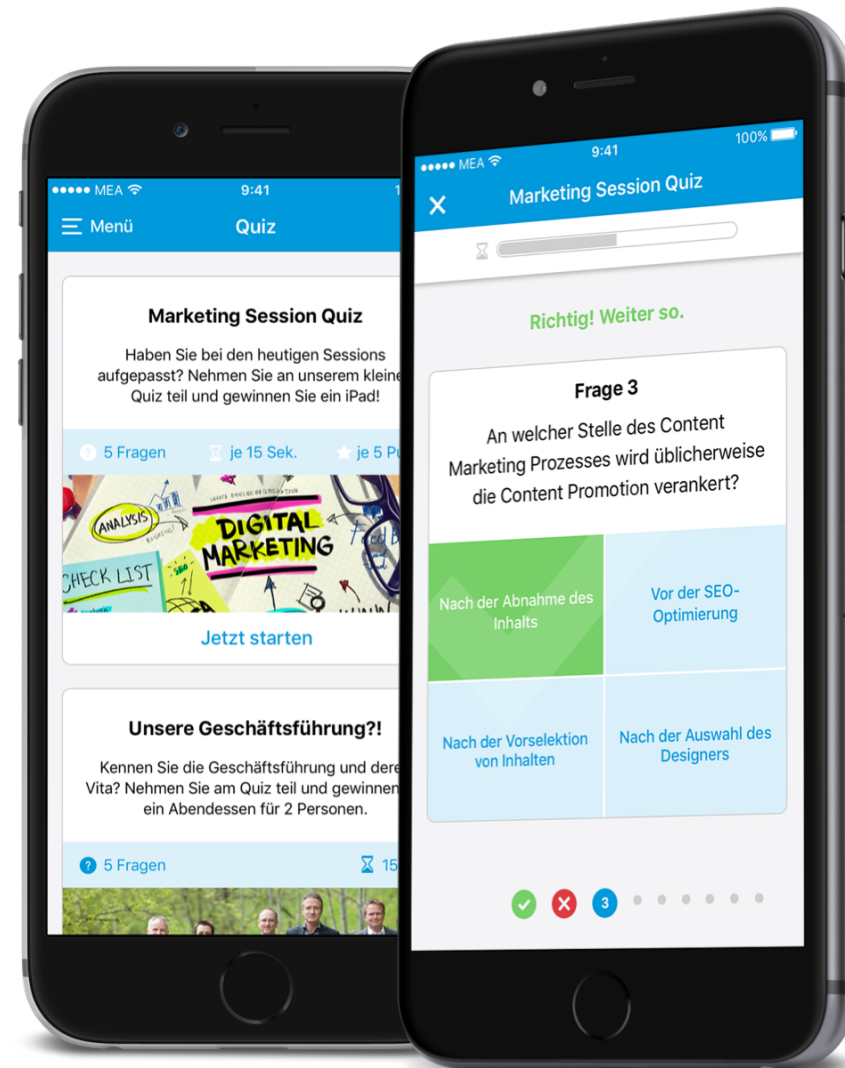 MEA
9:41
Menü
Quiz
Marketing Session Quiz
Haben Sie bei den heutigen Sessions
aufgepasst? Nehmen Sie an unserem kleine
Quiz teil und gewinnen Sie ein iPad!
5 Fragen
je 15 Sek.
je 5 Pu
ANALYSIS
SEARCH ENGINE OPTIMIZATION
DIGITAL
MARKETING
CHECK LIST
SEO
Jetzt starten
Unsere Geschäftsführung?!
Kennen Sie die Geschäftsführung und dere
Vita? Nehmen Sie am Quiz teil und gewinnen
ein Abendessen für 2 Personen.
5 Fragen
15
MEA
9:41
100%
Marketing Session Quiz
Richtig! Weiter so.
Frage 3
An welcher Stelle des Content
Marketing Prozesses wird üblicherweise
die Content Promotion verankert?
Nach der Abnahme des
Inhalts
Vor der SEO-
Optimierung
Nach der Vorselektion
von Inhalten
Nach der Auswahl des
Designers
3